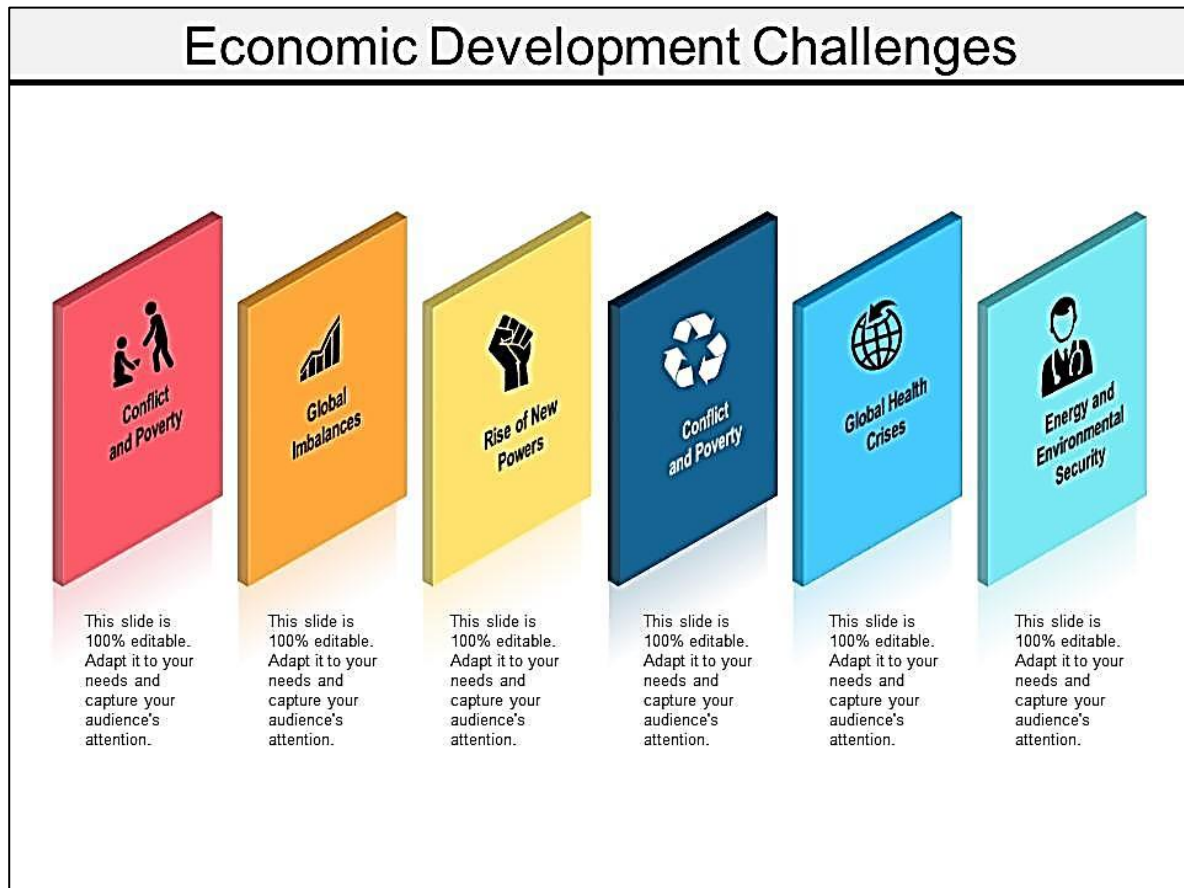 Economic Development Challenges
Conflict
and Poverty
Global
Imbalances
Rise of New
Powers
Conflict
and Poverty
Global Health
Crises
Energy and
Environmental
Security
This slide is
100% editable.
Adapt it to your
needs and
capture your
audience's
attention.
This slide is
100% editable.
Adapt it to your
needs and
capture your
audience's
attention.
This slide is
100% editable.
Adapt it to your
needs and
capture your
audience's
attention.
This slide is
100% editable.
Adapt it to your
needs and
capture your
audience's
attention.
This slide is
100% editable.
Adapt it to your
needs and
capture your
audience's
attention.
This slide is
100% editable.
Adapt it to your
needs and
capture your
audience's
attention.